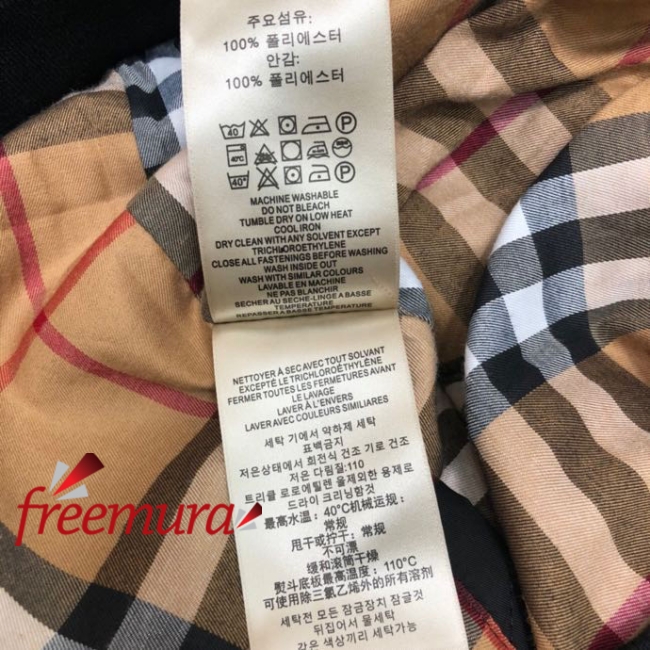 주요섬유:
100% 폴리에스터
안감:
100% 폴리에스터
40
P
40℃
40°
P
MACHINE WASHABLE
DO NOT BLEACH
TUMBLE DRY ON LOW HEAT
COOL IRON
DRY CLEAN WITH ANY SOLVENT EXCEPT
TRICHLOROETHYLENE
CLOSE ALL FASTENINGS BEFORE WASHING
WASH INSIDE OUT
WASH WITH SIMILAR COLOURS
LAVABLE EN MACHINE
NE PAS BLANCHIR
SECHER AU SECHE-LINGE A BASSE
TEMPERATURE
REPASSER A BASSE TEMPERATURE
NETTOYER À SEC AVEC TOUT SOLVANT
EXCEPTÉ LE TRICHLOROÉTHYLÈNE
FERMER TOUTES LES FERMETURES AVANT
LE LAVAGE
LAVER À L'ENVERS
LAVER AVEC COULEURS SIMILAIRES
세탁 기에서 약하제 세탁
표백금지
저온상태에서 회전식 건조 기로 건조
저온 다림질:110
트리클 로로에틸렌 을제외한 용제로
드라이 크리닝할것
最高水温：40°C机械运规：
常规
甩干或拧干：常规
不可漂
缓和滚筒干燥
熨斗底板最高温度：110°C
可使用除三氯乙烯外的所有溶剂
세탁전 모든 잠금장치 잠글것
뒤집어서 울세탁
같은 색상끼리 세탁가능
freemura